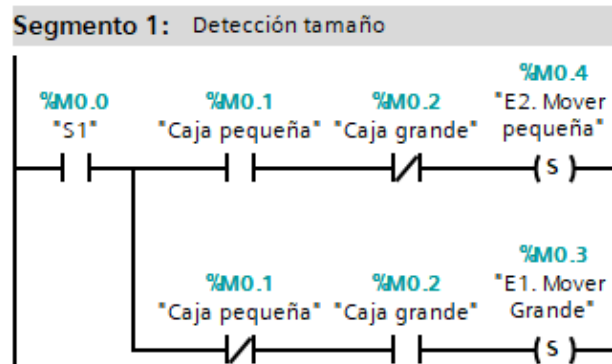 Segmento 1: Detección tamaño
%M0.4
%M0.0 %M0.1 %M0.2 "E2. Mover
"S1" "Caja pequeña" "Caja grande" pequeña"
S
%M0.3
%M0.1 %M0.2 "E1. Mover
"Caja pequeña" "Caja grande" Grande"
S